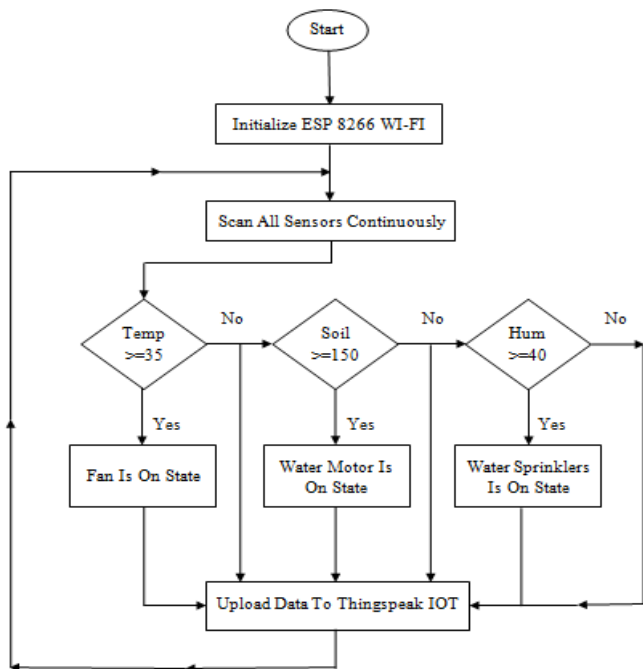 Start
Initialize ESP 8266 WI-FI
Scan All Sensors Continuously
Temp
>=35
No
Soil
>=150
No
Hum
>=40
No
Yes
Yes
Yes
Fan Is On State
Water Motor Is
On State
Water Sprinklers
Is On State
Upload Data To Thingspeak IOT